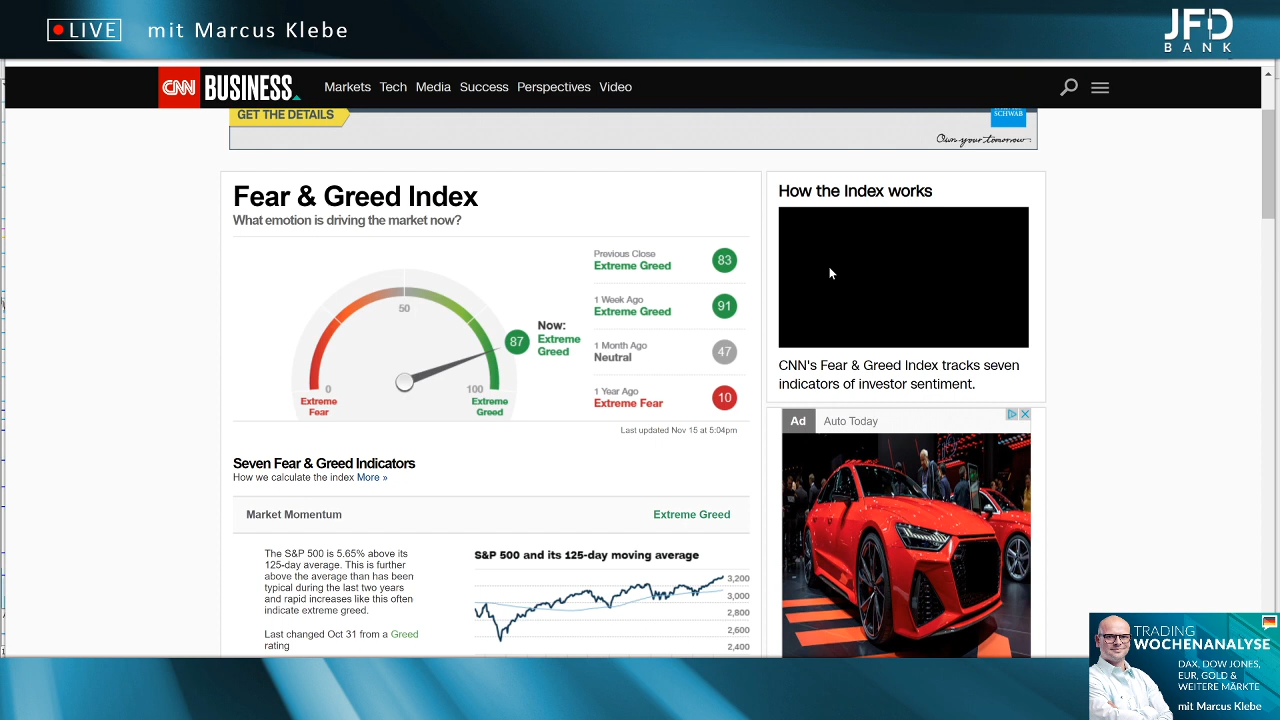 LIVE mit Marcus Klebe
JFD
BANK
CNN BUSINESS Markets Tech Media Success Perspectives Video
GET THE DETAILS
SCHWAB
Own your tomorrow.
Fear & Greed Index
What emotion is driving the market now?
Previous Close
Extreme Greed
83
1 Week Ago
Extreme Greed
91
1 Month Ago
Neutral
47
1 Year Ago
Extreme Fear
10
50
Now:
Extreme
Greed
87
0
100
Extreme
Fear
Extreme
Greed
Last updated Nov 15 at 5:04pm
How the Index works
CNN's Fear & Greed Index tracks seven
indicators of investor sentiment.
Ad Auto Today
Seven Fear & Greed Indicators
How we calculate the index More »
Market Momentum
Extreme Greed
The S&P 500 is 5.65% above its
125-day average. This is further
above the average than has been
typical during the last two years
and rapid increases like this often
indicate extreme greed.
Last changed Oct 31 from a Greed
rating
S&P 500 and its 125-day moving average
3,200
3,000
2,800
2,600
2,400
TRADING
WOCHENANALYSE
DAX, DOW JONES,
EUR, GOLD &
WEITERE MÄRKTE
mit Marcus Klebe